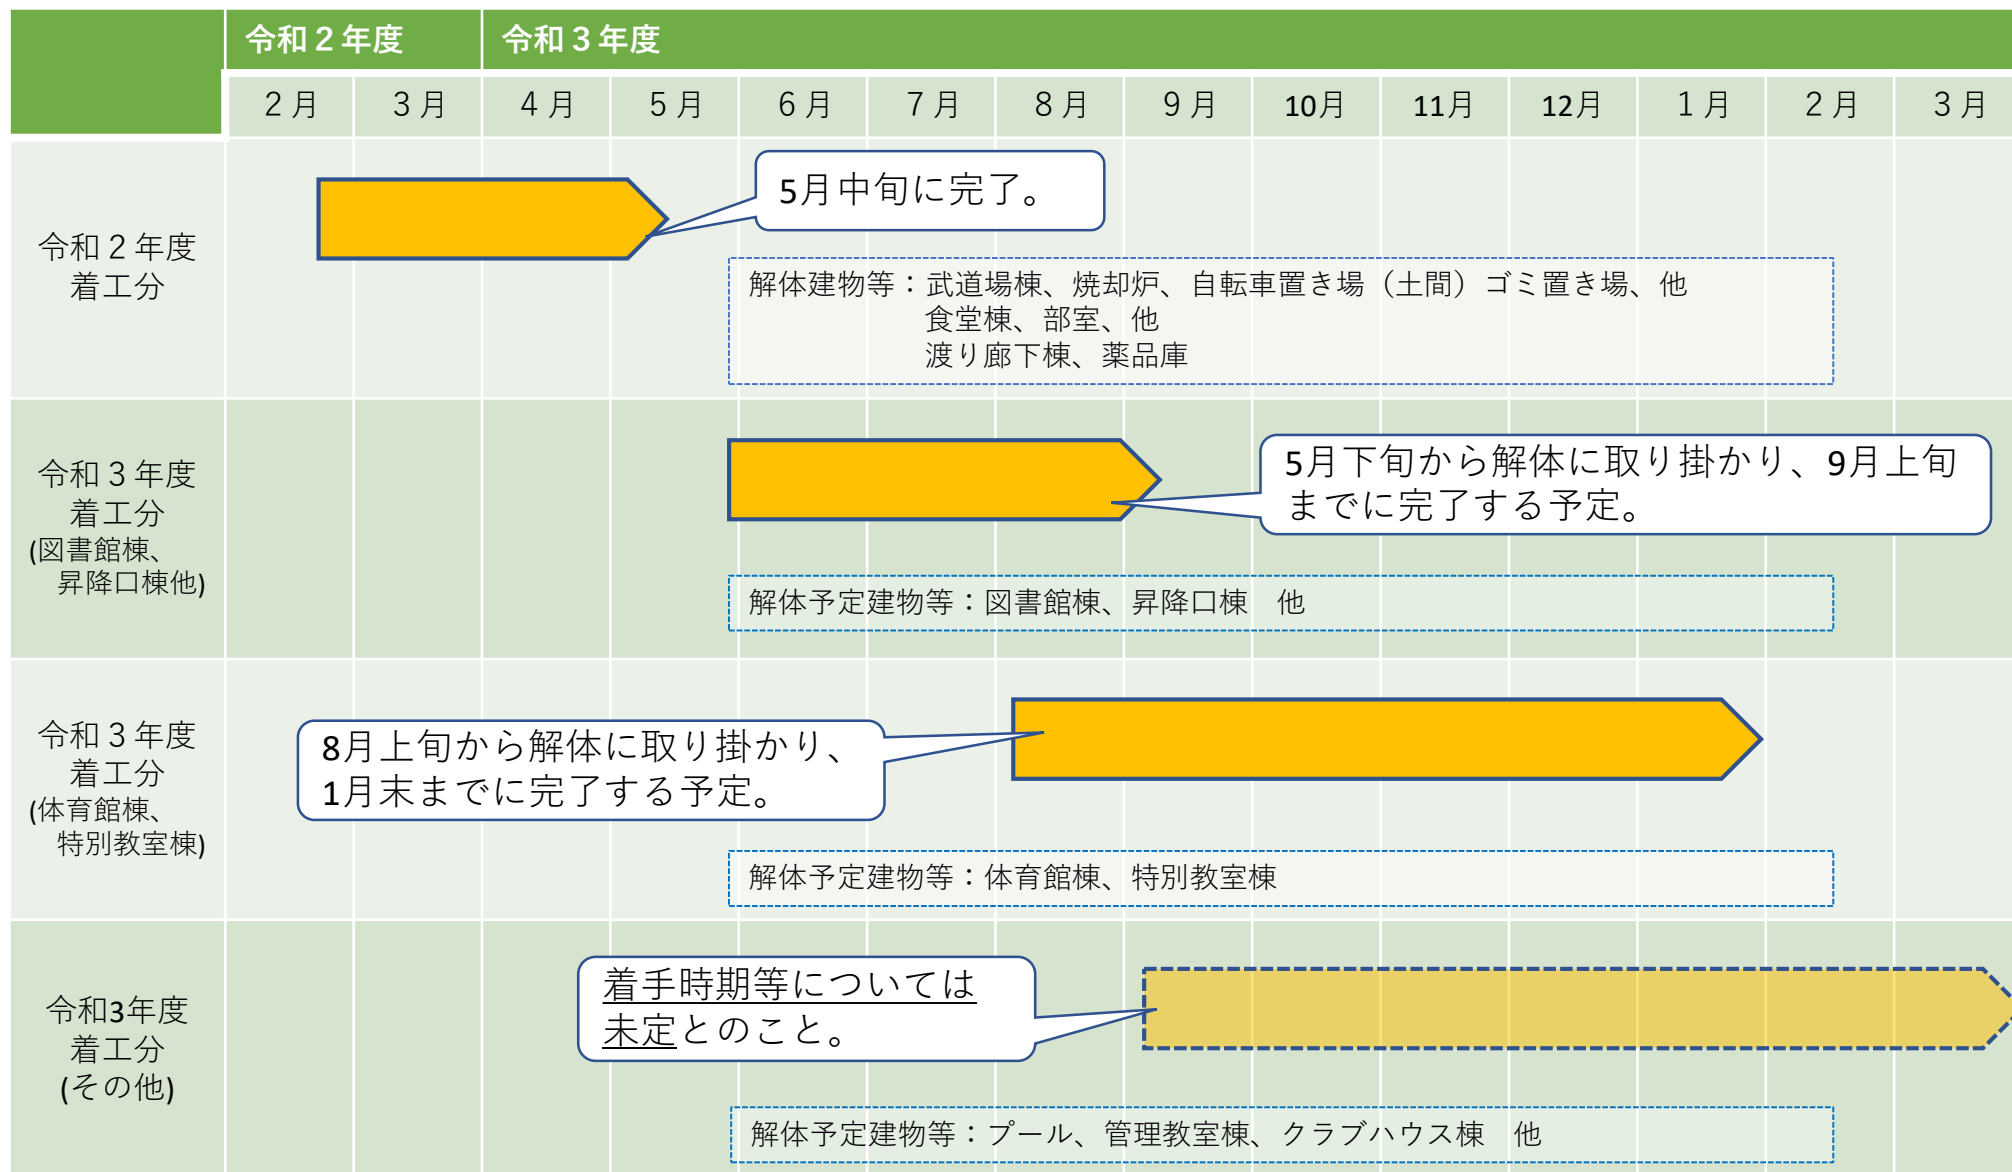 令和２年度
令和３年度
２月 ３月 ４月 ５月 ６月 ７月 ８月 ９月 10月 11月 12月 １月 ２月 ３月
令和２年度
着工分
5月中旬に完了。
解体建物等：武道場棟、焼却炉、自転車置き場（土間）ゴミ置き場、他
食堂棟、部室、他
渡り廊下棟、薬品庫
令和３年度
着工分
(図書館棟、
昇降口棟他)
5月下旬から解体に取り掛かり、9月上旬
までに完了する予定。
解体予定建物等：図書館棟、昇降口棟　他
令和３年度
着工分
(体育館棟、
特別教室棟)
8月上旬から解体に取り掛かり、
1月末までに完了する予定。
解体予定建物等：体育館棟、特別教室棟
令和3年度
着工分
(その他)
着手時期等については
未定とのこと。
解体予定建物等：プール、管理教室棟、クラブハウス棟　他